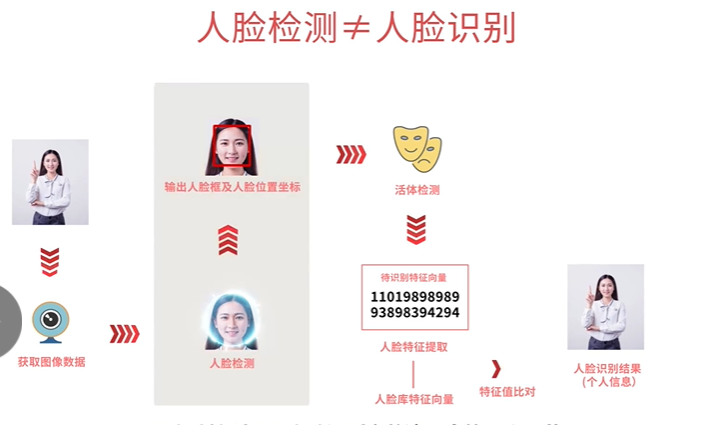 人脸检测≠人脸识别
输出人脸框及人脸位置坐标
活体检测
待识别特征向量
11019898989
93898394294
获取图像数据
人脸检测
人脸特征提取
人脸库特征向量
特征值比对
人脸识别结果
(个人信息)